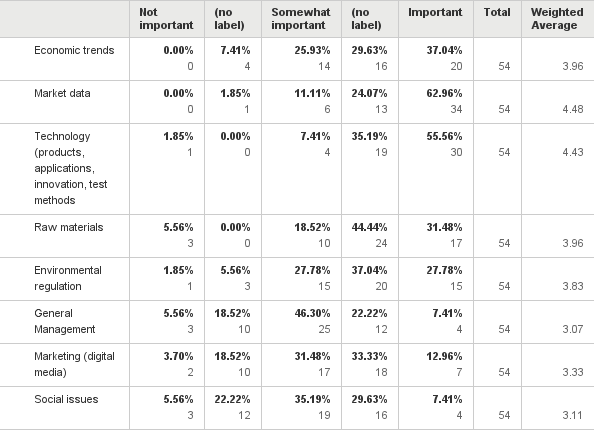 Not important (no label) Somewhat important (no label) Important Total Weighted Average
Economic trends 0.00% 7.41% 25.93% 29.63% 37.04%
0 4 14 16 20 54 3.96
Market data 0.00% 1.85% 11.11% 24.07% 62.96%
0 1 6 13 34 54 4.48
Technology 1.85% 0.00% 7.41% 35.19% 55.56%
(products, 1 0 4 19 30 54 4.43
applications,
innovation, test
methods
Raw materials 5.56% 0.00% 18.52% 44.44% 31.48%
3 0 10 24 17 54 3.96
Environmental 1.85% 5.56% 27.78% 37.04% 27.78%
regulation 1 3 15 20 15 54 3.83
General 5.56% 18.52% 46.30% 22.22% 7.41%
Management 3 10 25 12 4 54 3.07
Marketing (digital 3.70% 18.52% 31.48% 33.33% 12.96%
media) 2 10 17 18 7 54 3.33
Social issues 5.56% 22.22% 35.19% 29.63% 7.41%
3 12 19 16 4 54 3.11